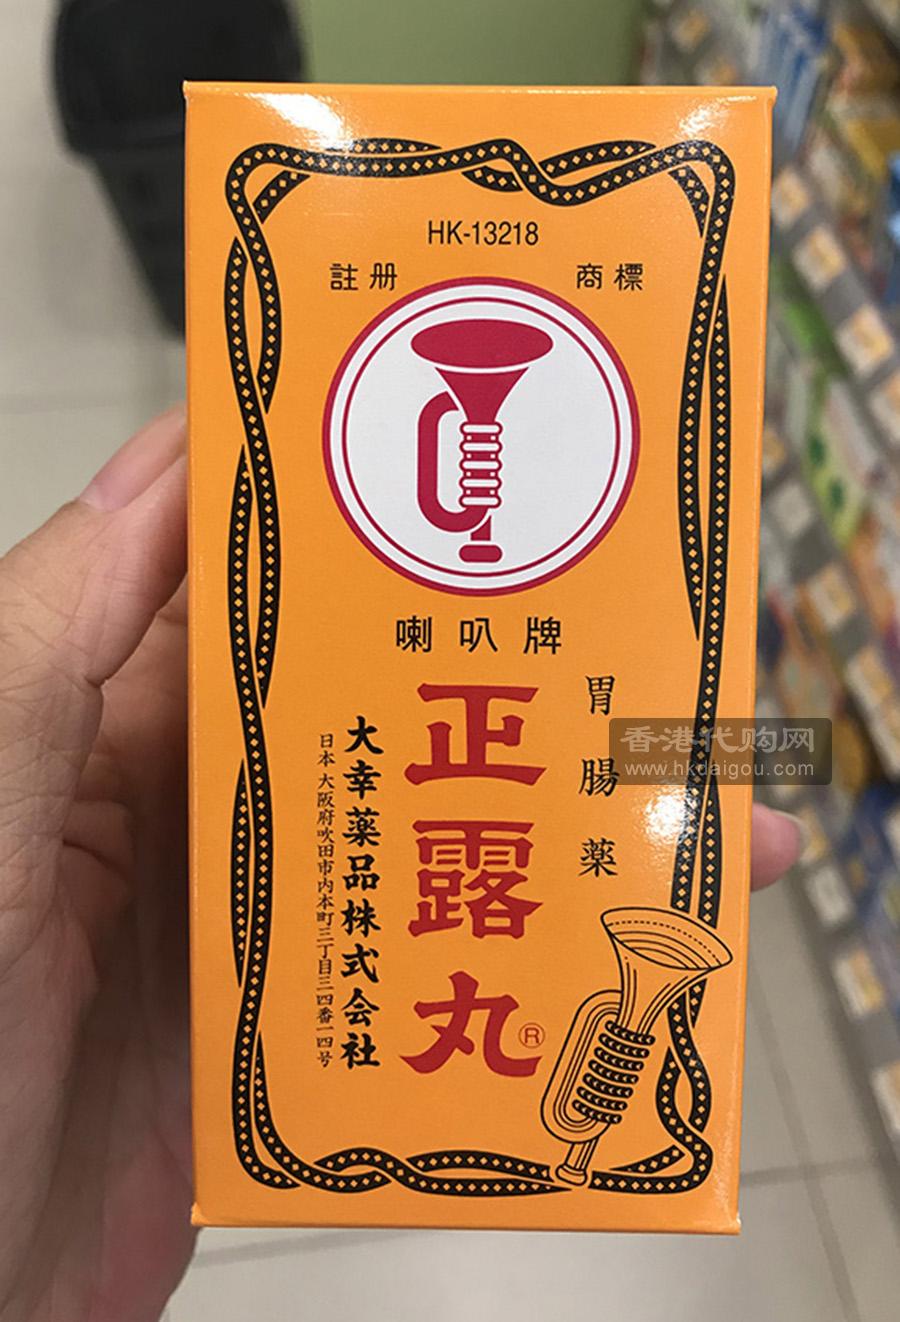 HK-13218
註册 商標
喇叭牌
胃腸薬
正露丸®
大幸薬品株式会社
日本 大阪府吹田市内本町三丁目三四番一四号
香港代购网
www.hkdaigou.com